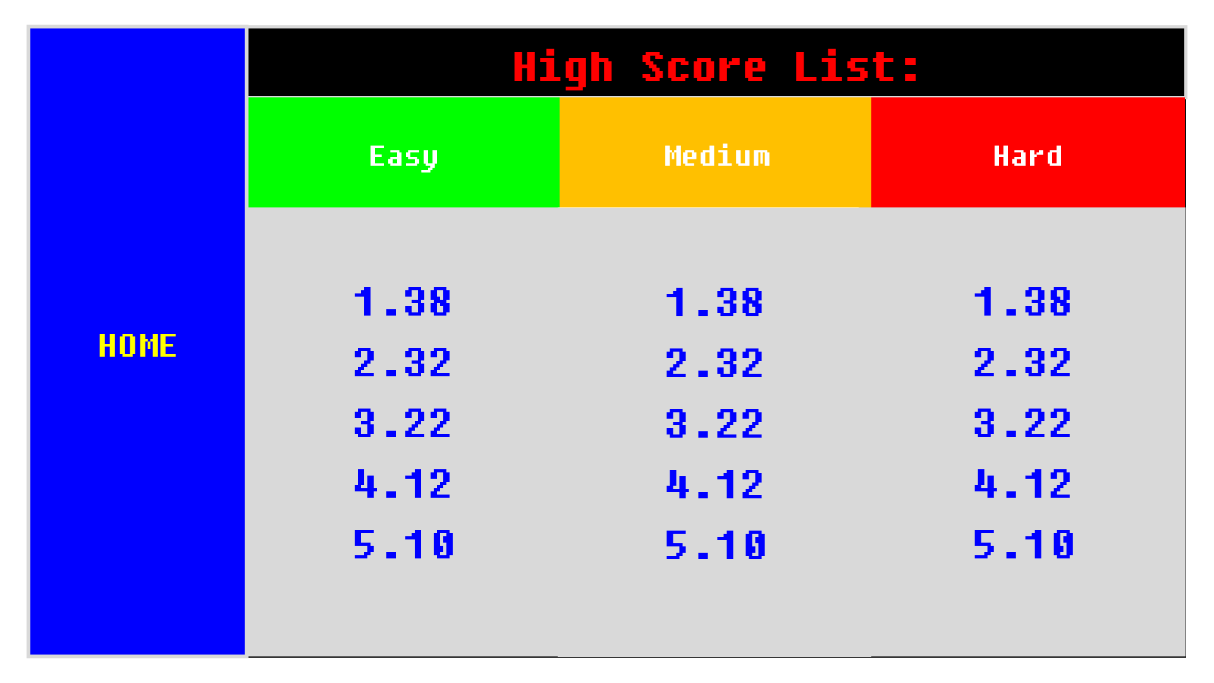 High Score List:
Easy Medium Hard
1.38 1.38 1.38
2.32 2.32 2.32
HOME
3.22 3.22 3.22
4.12 4.12 4.12
5.10 5.10 5.10